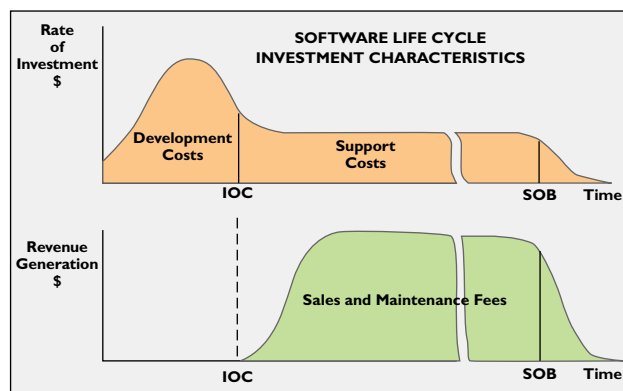 SOFTWARE LIFE CYCLE
INVESTMENT CHARACTERISTICS
Rate
of
Investment
$
Development
Costs
Support
Costs
IOC
SOB
Time
Revenue
Generation
$
Sales and Maintenance Fees
IOC
SOB
Time